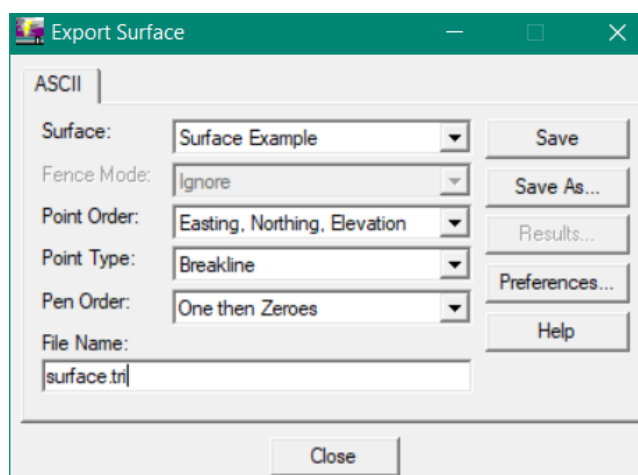 Export Surface
ASCII
Surface: Surface Example Save
Fence Mode: Ignore Save As...
Point Order: Easting, Northing, Elevation Results...
Point Type: Breakline Preferences...
Pen Order: One then Zeroes Help
File Name:
surface.tri
Close